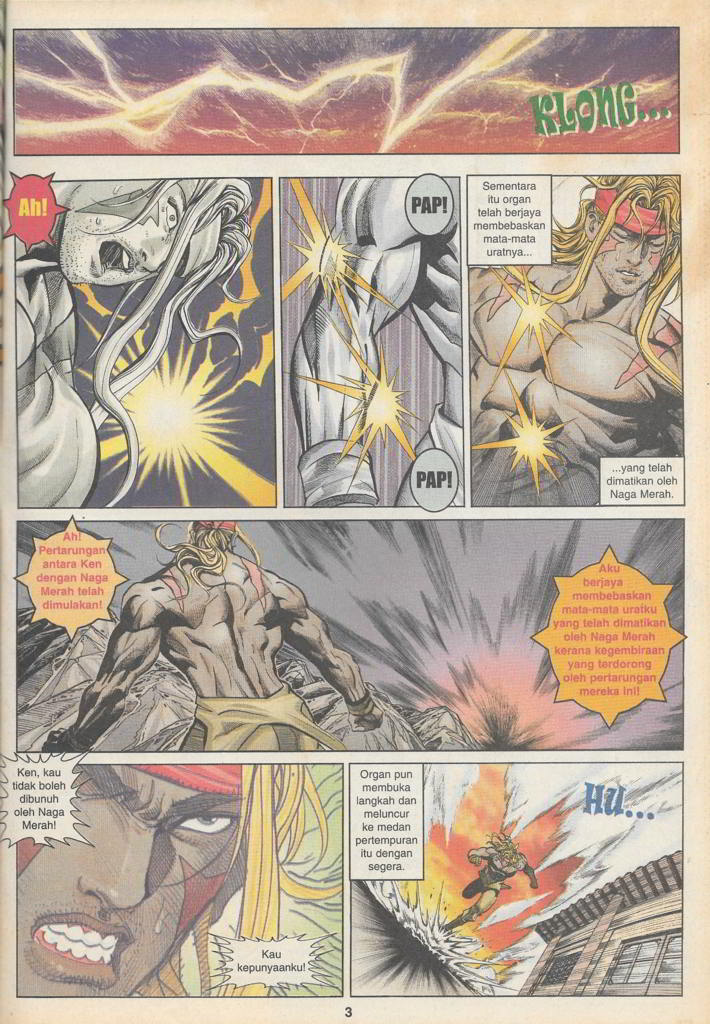 KLONG...
Ah!
PAP!
PAP!
Sementara
itu organ
telah berjaya
membebaskan
mata-mata
uratnya...
...yang telah
dimatikan oleh
Naga Merah.
Ah!
Pertarungan
antara Ken
dengan Naga
Merah telah
dimulakan!
Aku
berjaya
membebaskan
mata-mata uratku
yang telah dimatikan
oleh Naga Merah
kerana kegembiraan
yang terdorong
oleh pertarungan
mereka ini!
Ken, kau
tidak boleh
dibunuh
oleh Naga
Merah!
Kau
kepunyaanku!
Organ pun
membuka
langkah dan
meluncur
ke medan
pertempuran
itu dengan
segera.
HU...
3